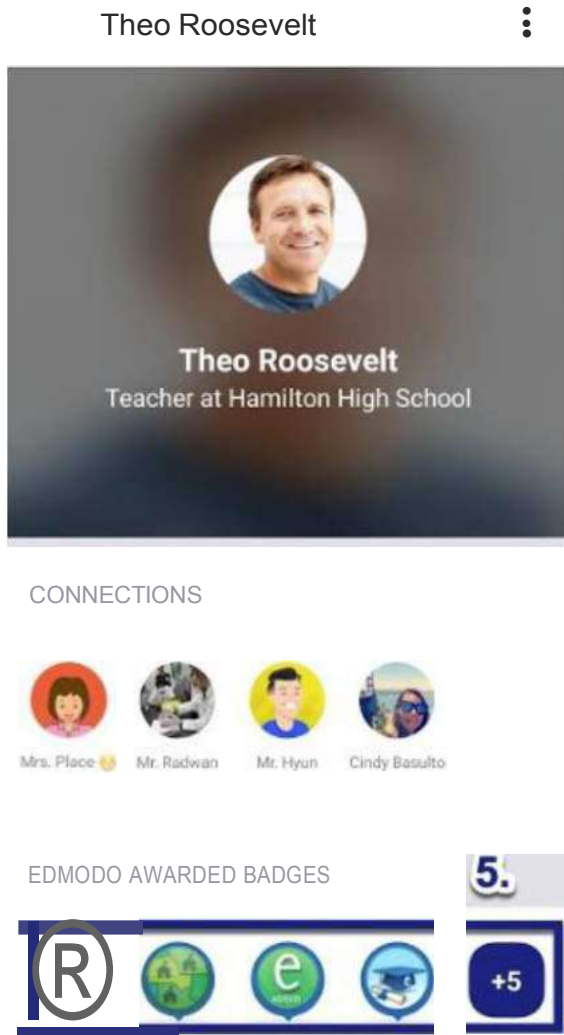 Theo Roosevelt
Theo Roosevelt
Teacher at Hamilton High School
CONNECTIONS
Mrs. Place Mr. Radwan Mr. Hyun Cindy Basulto
EDMODO AWARDED BADGES
5.
R e +5